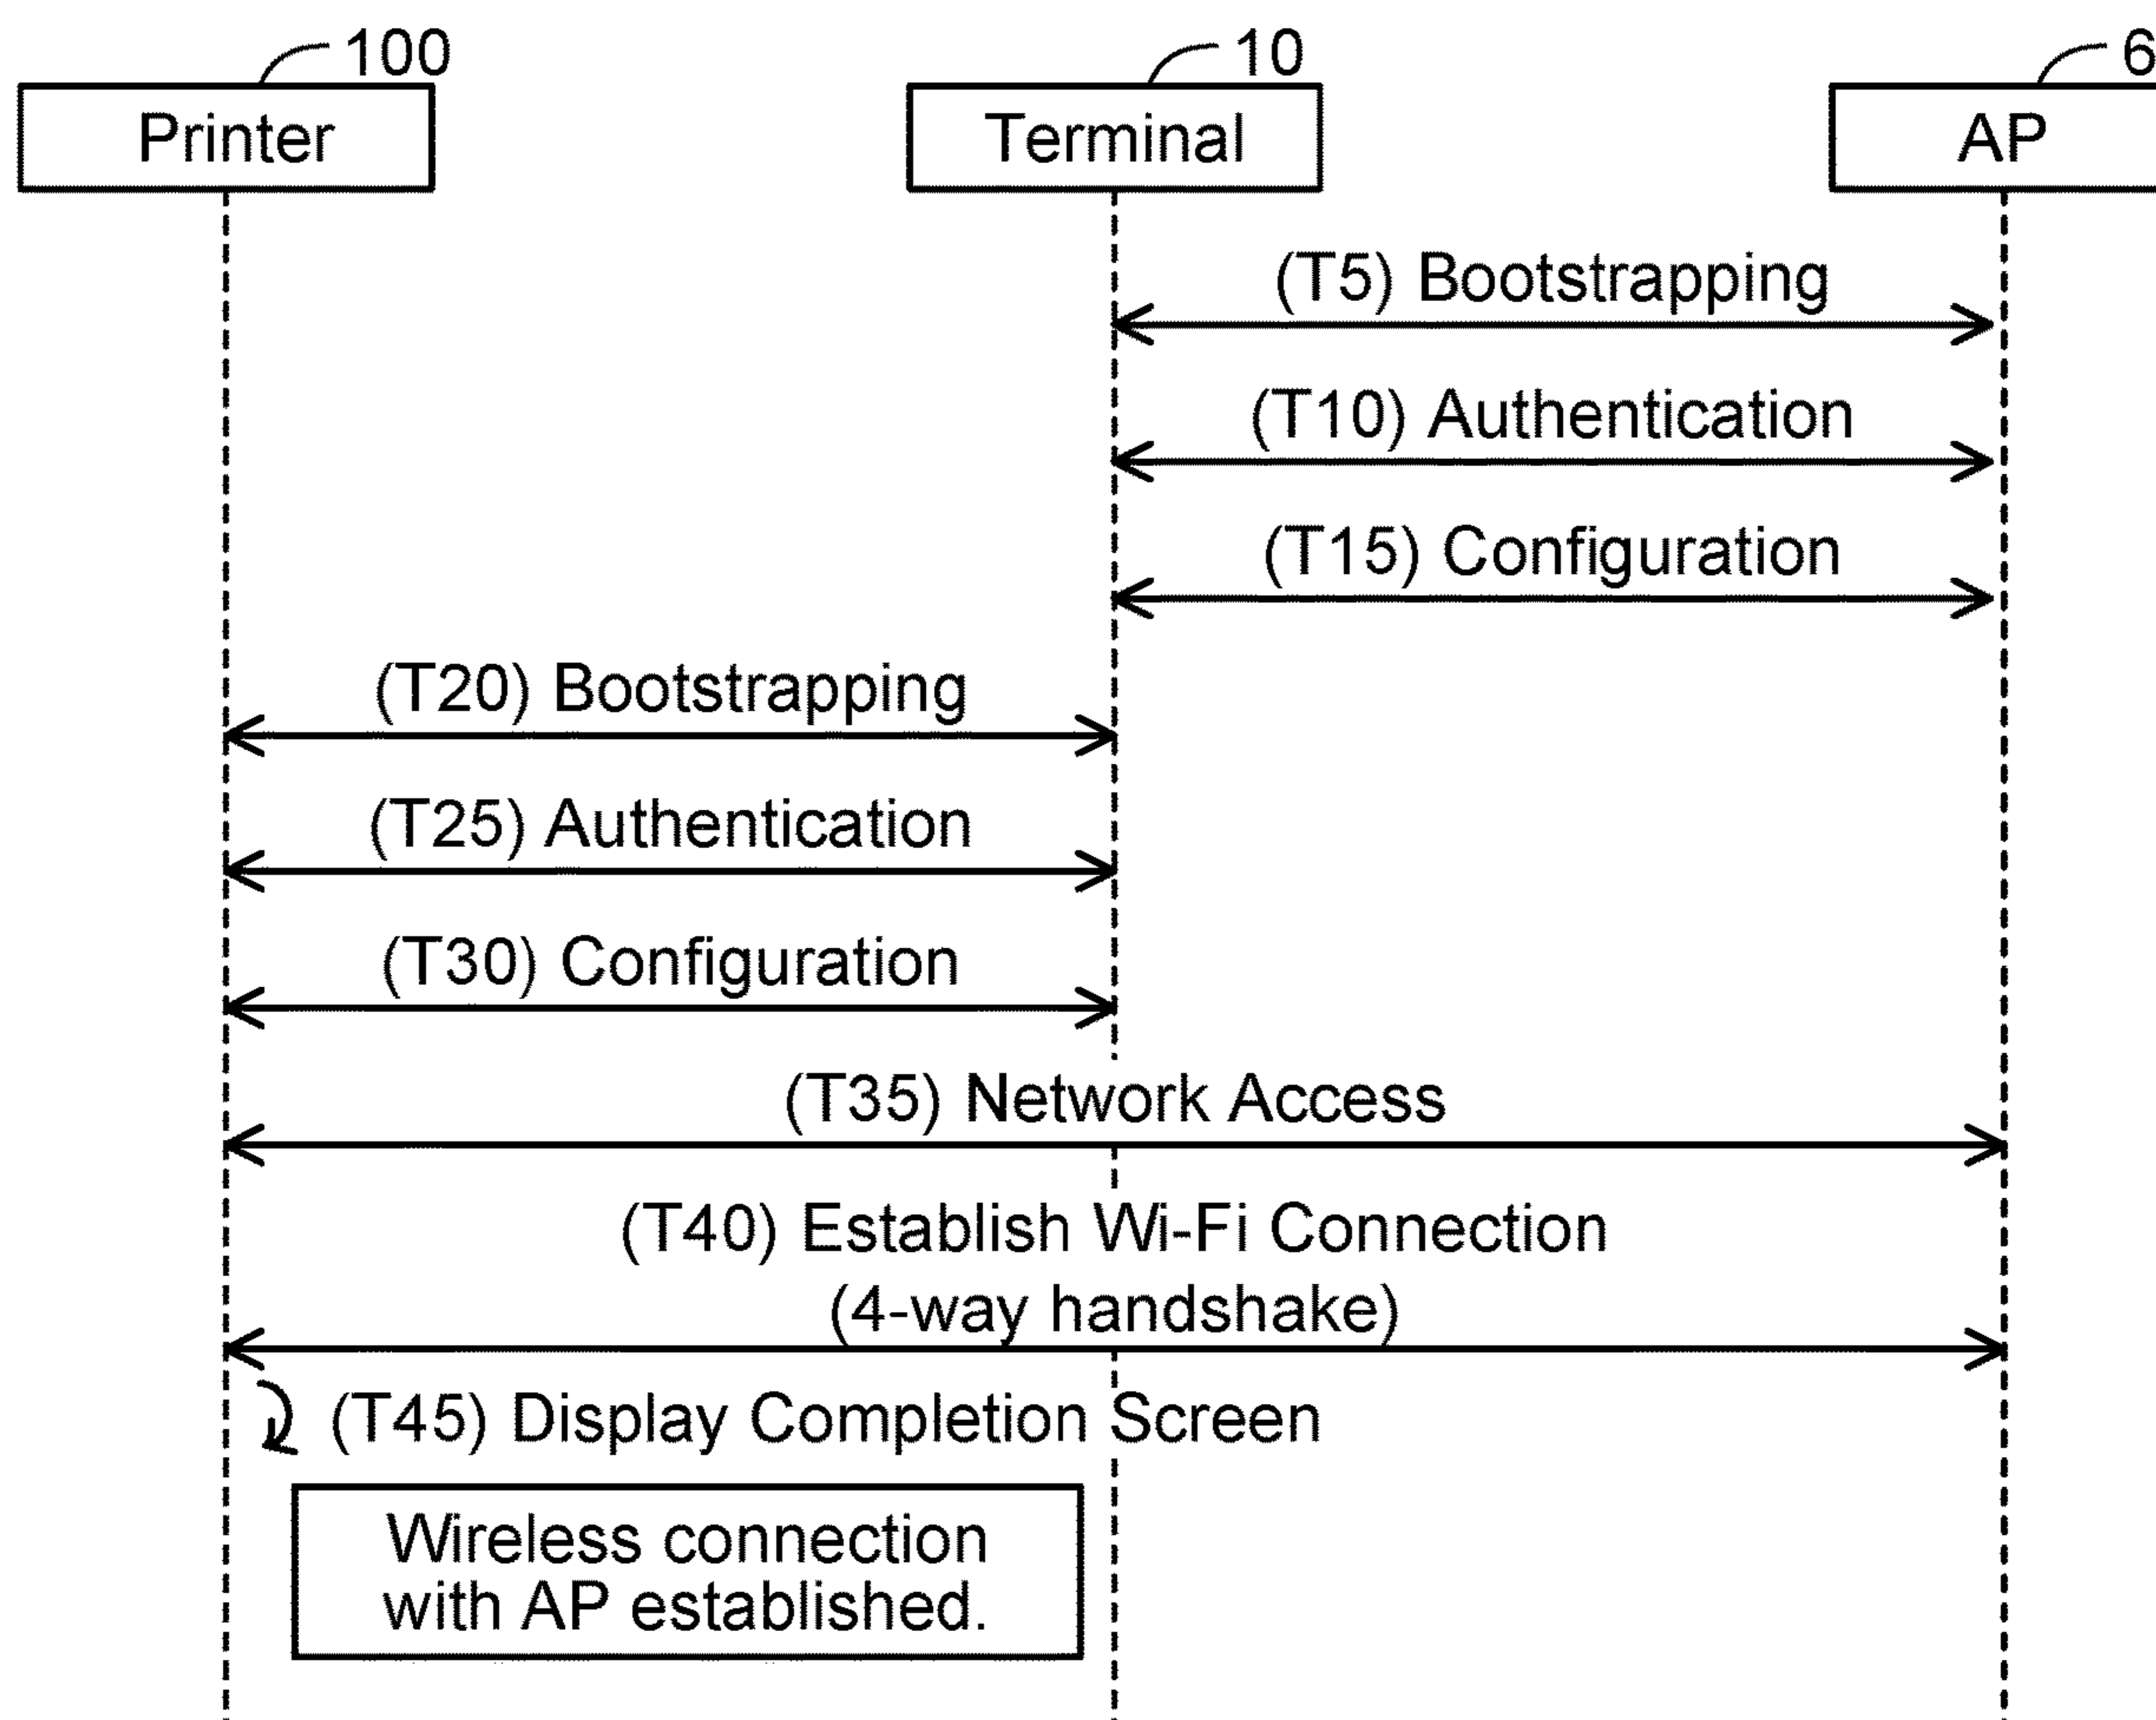 100
10
6
Printer
Terminal
AP
(T5) Bootstrapping
(T10) Authentication
(T15) Configuration
(T20) Bootstrapping
(T25) Authentication
(T30) Configuration
(T35) Network Access
(T40) Establish Wi-Fi Connection
(4-way handshake)
(T45) Display Completion Screen
Wireless connection
with AP established.